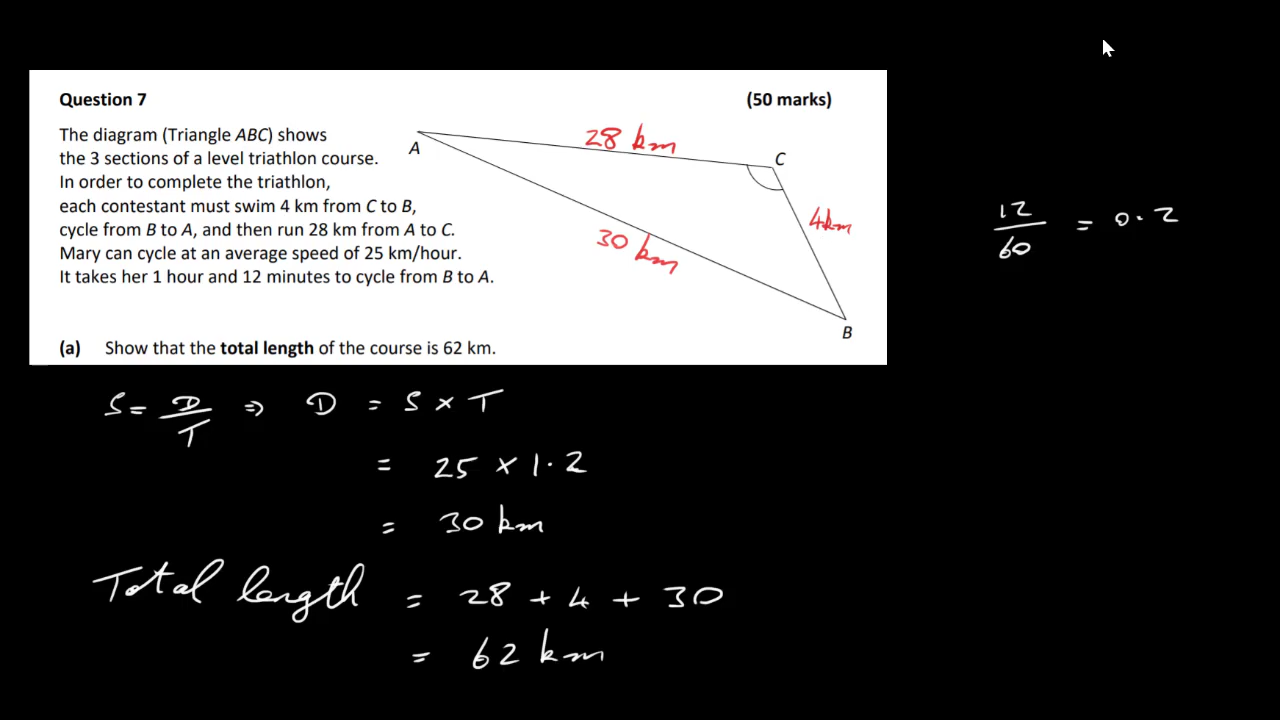 Question 7 (50 marks)
The diagram (Triangle ABC) shows
the 3 sections of a level triathlon course.
In order to complete the triathlon,
each contestant must swim 4 km from C to B,
cycle from B to A, and then run 28 km from A to C.
Mary can cycle at an average speed of 25 km/hour.
It takes her 1 hour and 12 minutes to cycle from B to A.
A
28 km
C
4km
30 km
B
12/60 = 0.2
(a) Show that the total length of the course is 62 km.
S = D/T ⇒ D = S × T
= 25 × 1.2
= 30 km
Total length = 28 + 4 + 30
= 62 km